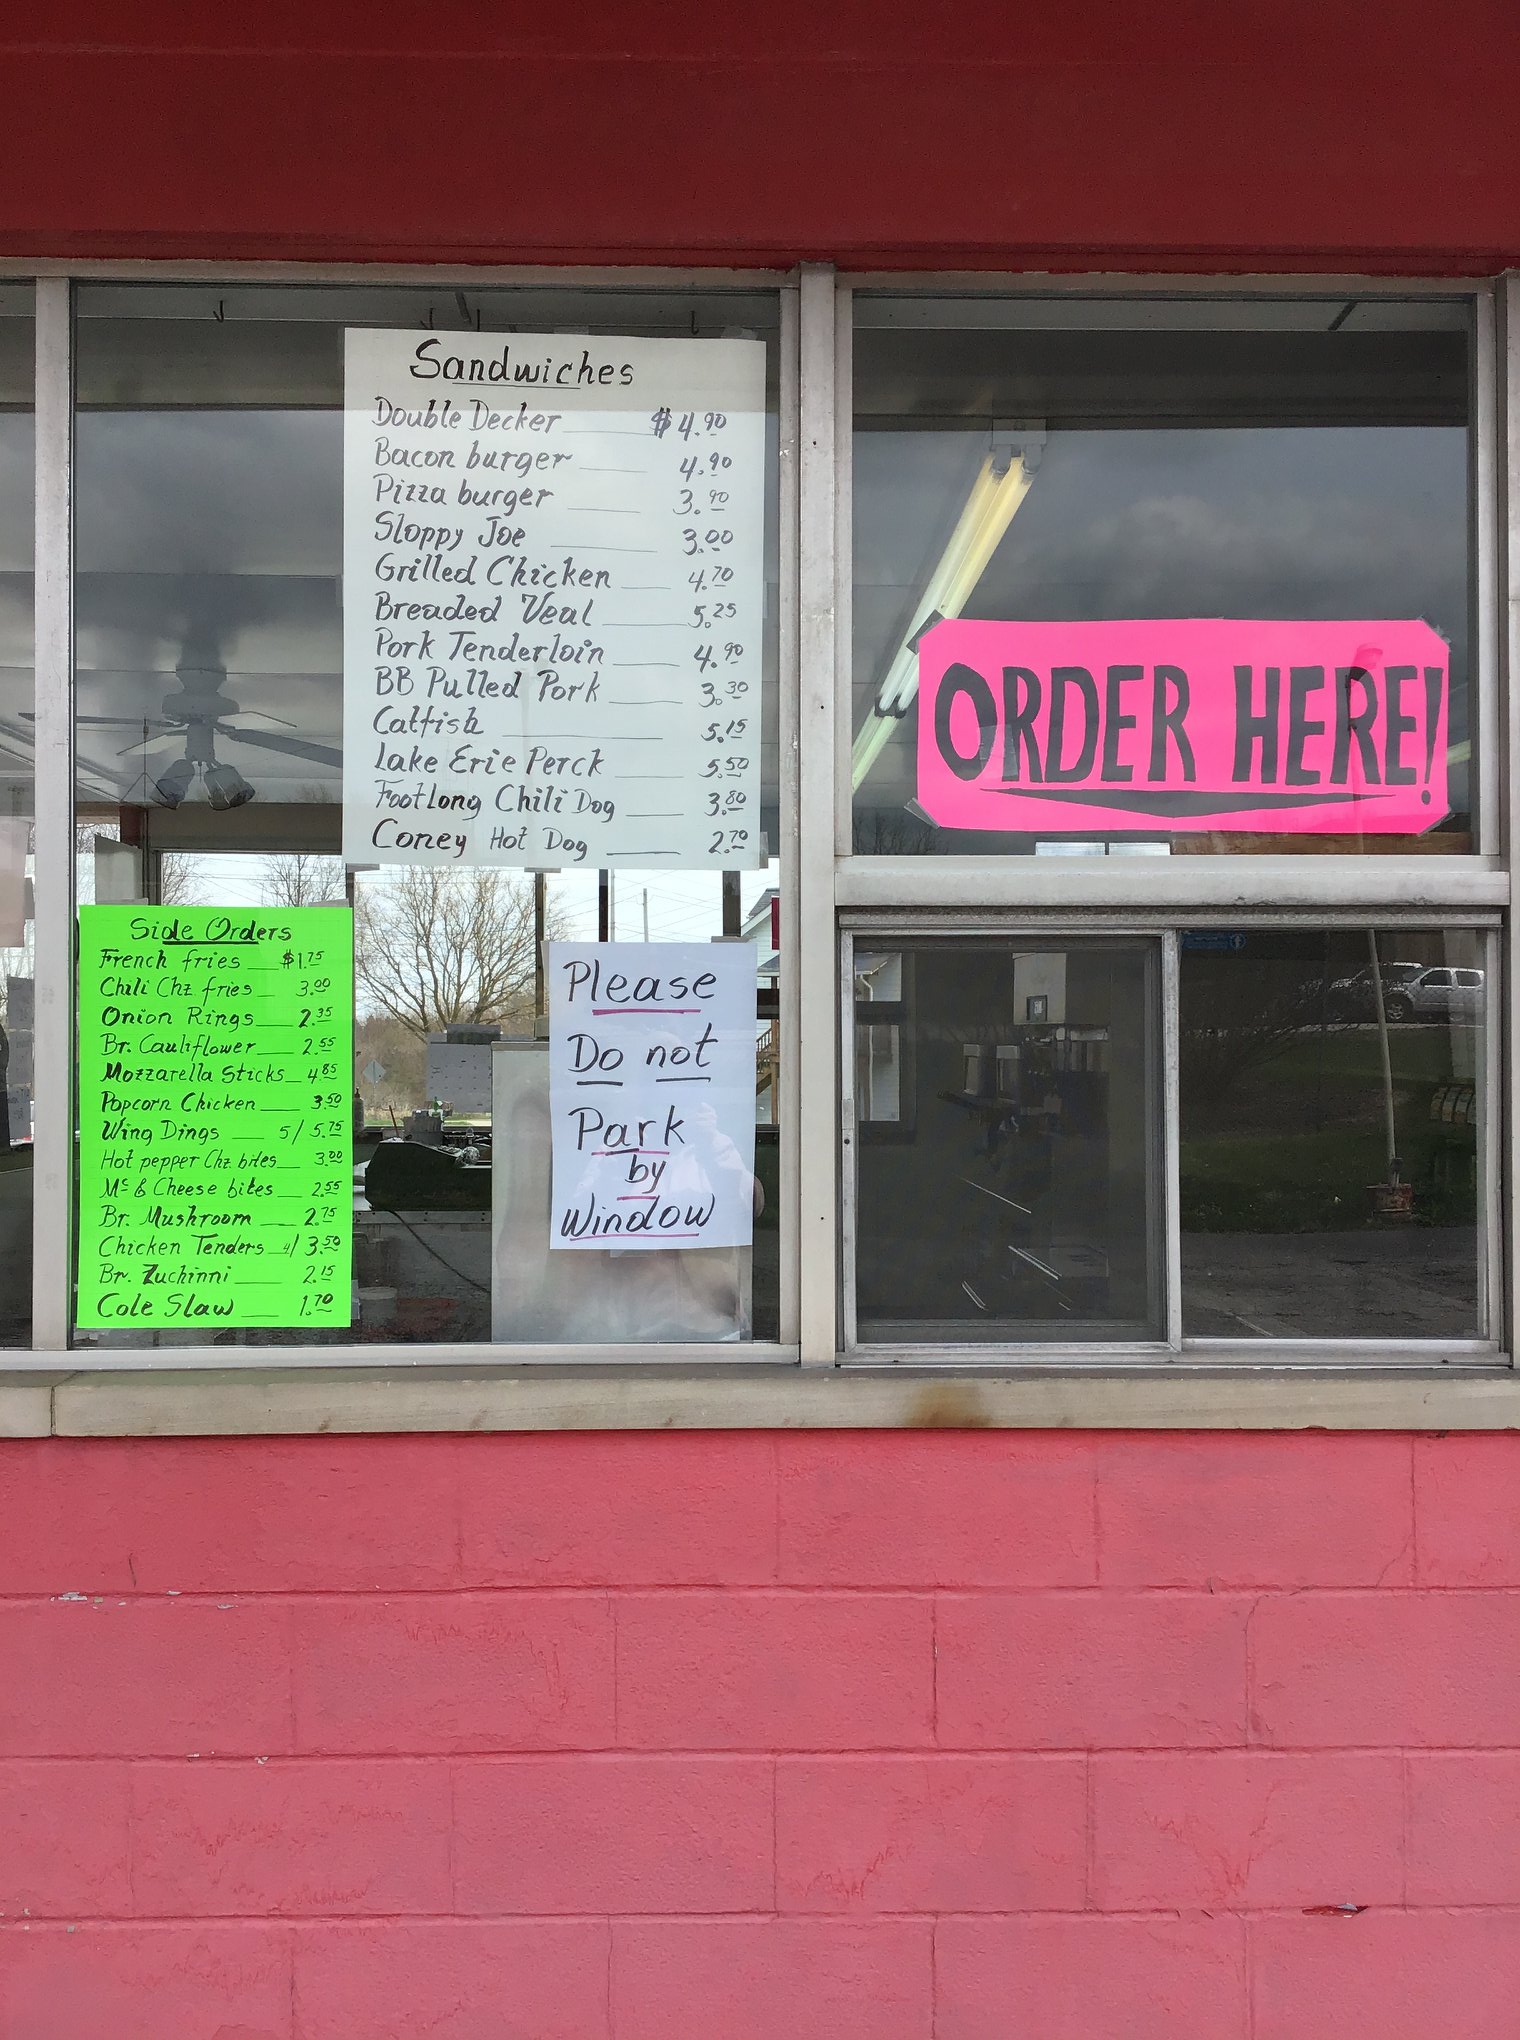 Sandwiches
Double Decker $4.90
Bacon burger 4.90
Pizza burger 3.90
Sloppy Joe 3.00
Grilled Chicken 4.70
Breaded Veal 5.25
Pork Tenderloin 4.90
BB Pulled Pork 3.30
Catfish 5.15
Lake Erie Perck 5.50
Footlong Chili Dog 3.80
Coney Hot Dog 2.70
ORDER HERE!
Side Orders
French fries $1.75
Chili Chz fries 3.00
Onion Rings 2.35
Br. Cauliflower 2.55
Mozzarella Sticks 4.85
Popcorn Chicken 3.50
Wing Dings 5/ 5.75
Hot pepper Chz bites 3.00
Mc & Cheese bites 2.55
Br. Mushroom 2.75
Chicken Tenders 4/ 3.50
Br. Zuchinni 2.15
Cole Slaw 1.70
Please
Do not
Park
by
Window